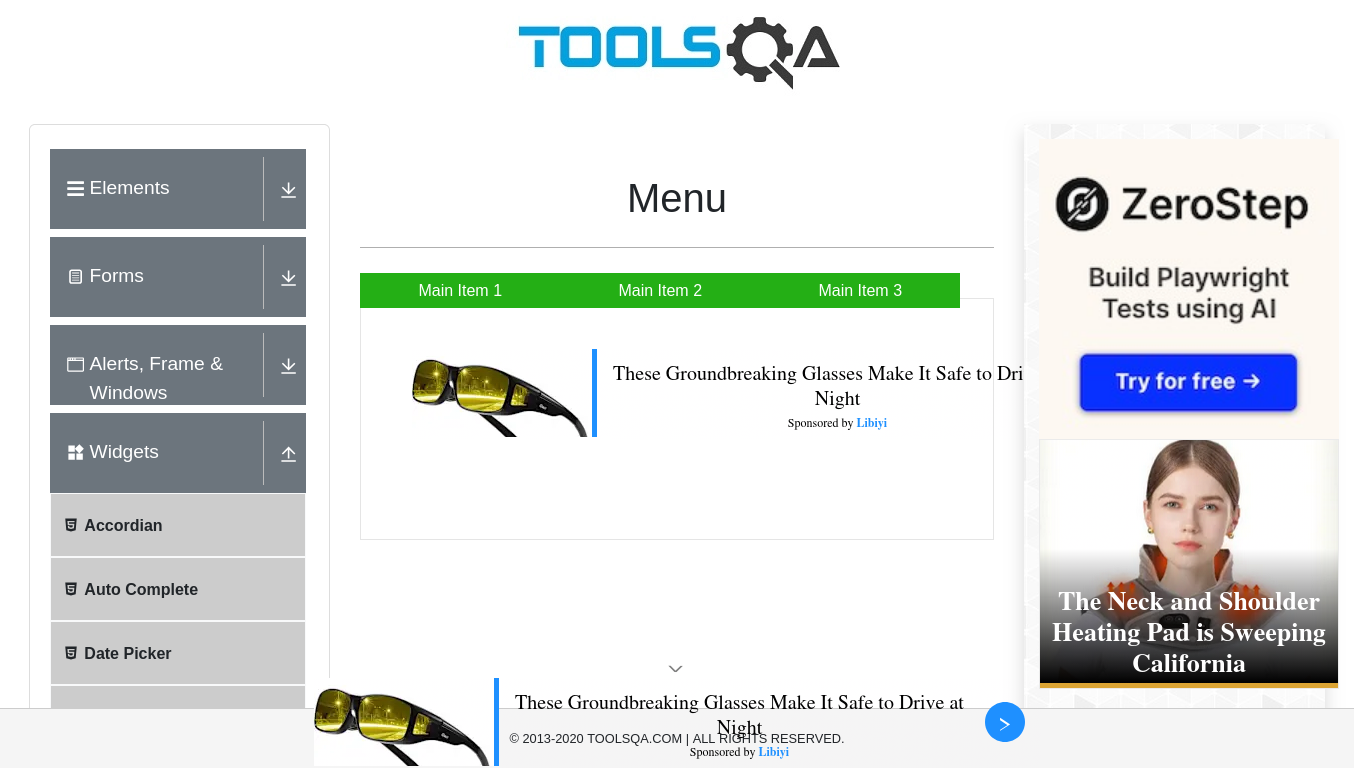 TOOLSQA
Elements
Forms
Alerts, Frame &
Windows
Widgets
Accordian
Auto Complete
Date Picker
Menu
Main Item 1
Main Item 2
Main Item 3
These Groundbreaking Glasses Make It Safe to Dri
Night
Sponsored by Libiyi
ZeroStep
Build Playwright
Tests using AI
Try for free →
The Neck and Shoulder
Heating Pad is Sweeping
California
These Groundbreaking Glasses Make It Safe to Drive at
Night
Sponsored by Libiyi
© 2013-2020 TOOLSQA.COM | ALL RIGHTS RESERVED.